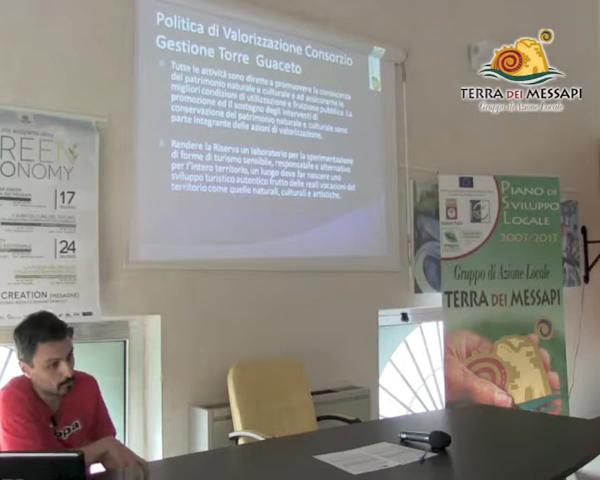 Politica di Valorizzazione Consorzio
Gestione Torre Guaceto
Tutte le attività sono dirette a promuovere la conoscenza
del patrimonio naturale e culturale e ad assicurarne le
migliori condizioni di utilizzazione e fruizione pubblica. La
promozione ed il sostegno degli interventi di
conservazione del patrimonio naturale e culturale sono
parte integrante delle azioni di valorizzazione.
Rendere la Riserva un laboratorio per la sperimentazione
di forme di turismo sensibile, responsabile e alternativo
per l'intero territorio, un luogo dove far nascere uno
sviluppo turistico autentico frutto delle reali vocazioni del
territorio come quelle naturali, culturali e artistiche.
TERRA DEI MESSAPI
Gruppo di Azione Locale
REEN
ONOMY
17
24
CREATION (MESAGNE)
PIANO DI
SVILUPPO
LOCALE
2007/2013
Gruppo di Azione Locale
TERRA DEI MESSAPI